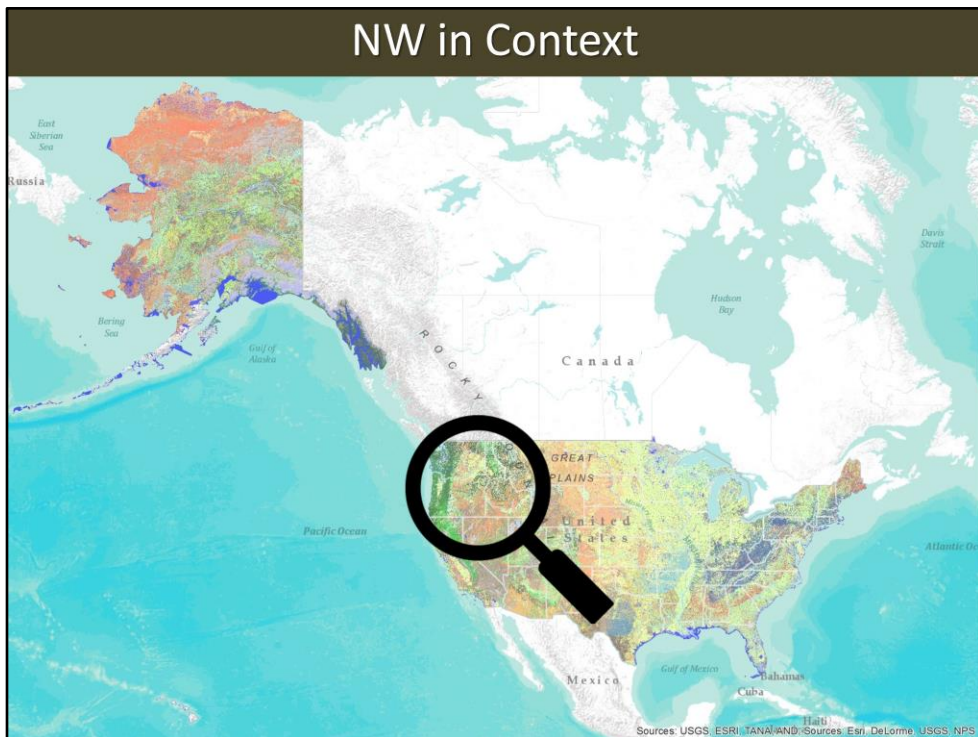 NW in Context
East
Siberian
Sea
Russia
Davis
Strait
Bering
Sea
Gulf of
Alaska
Hudson
Bay
ROCKY
Canada
GREAT
PLAINS
United
States
Pacific Ocean
Atlantic Oc
Gulf of Mexico
Mexico
Bahamas
Cuba
Haiti
Sources: USGS, ESRI, TANA, AND; Sources: Esri, DeLorme, USGS, NPS